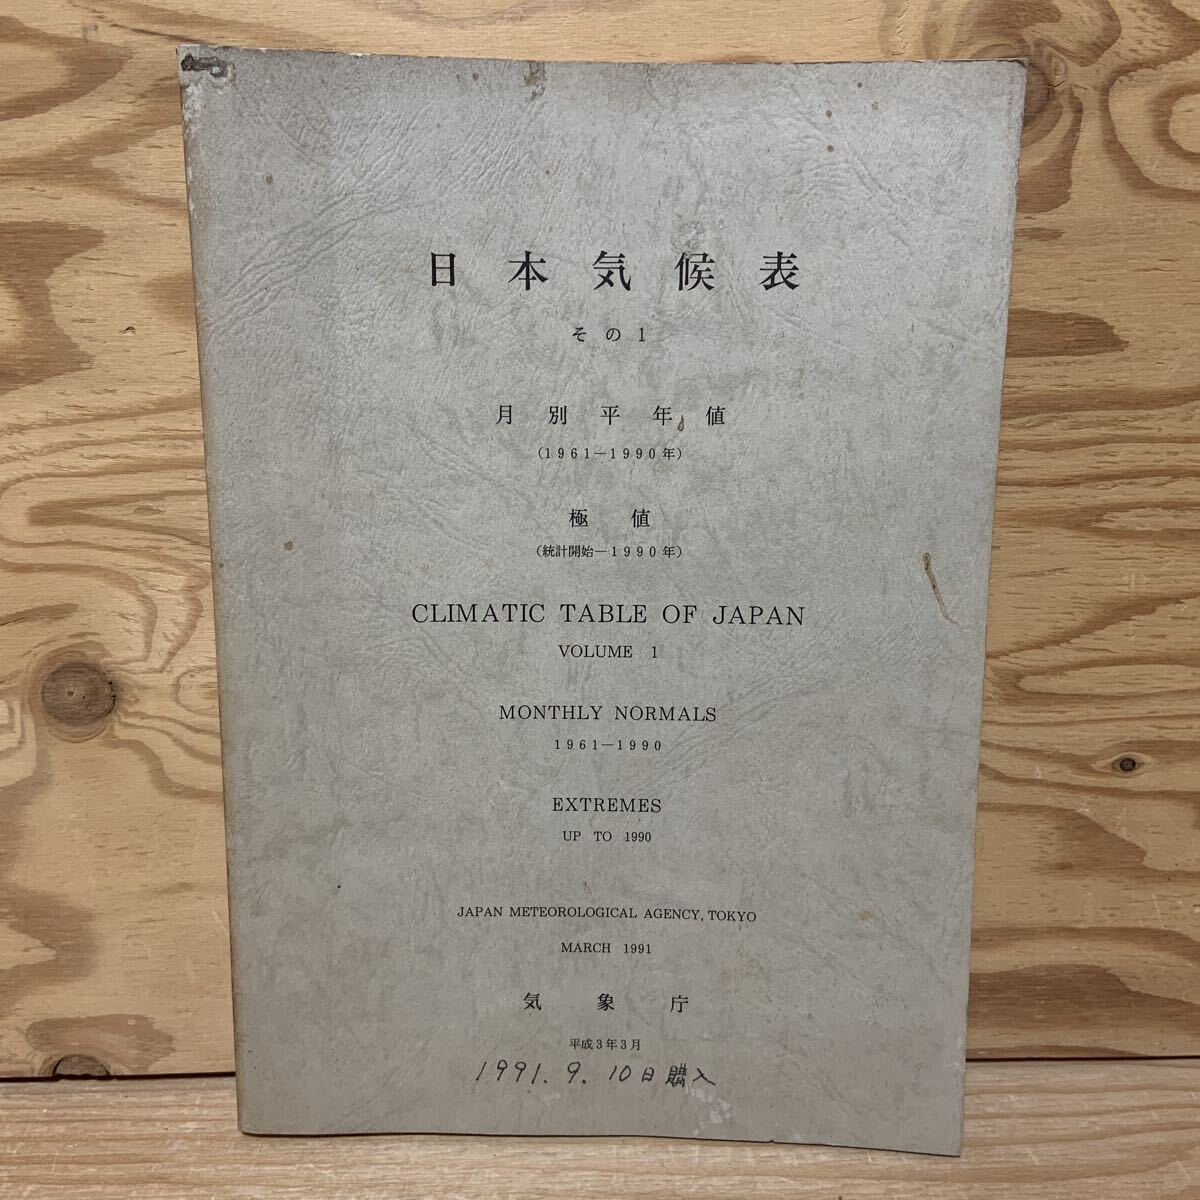 日本気候表
その1
月別平年値
(1961—1990年)
極値
(統計開始—1990年)
CLIMATIC TABLE OF JAPAN
VOLUME 1
MONTHLY NORMALS
1961—1990
EXTREMES
UP TO 1990
JAPAN METEOROLOGICAL AGENCY, TOKYO
MARCH 1991
気象庁
平成3年3月
1991. 9. 10日購入